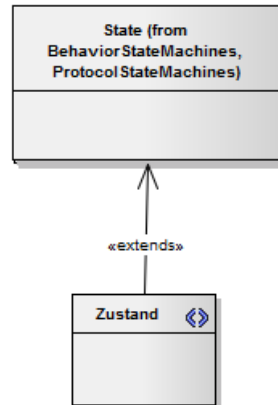 State (from
BehaviorStateMachines,
ProtocolStateMachines)
«extends»
Zustand